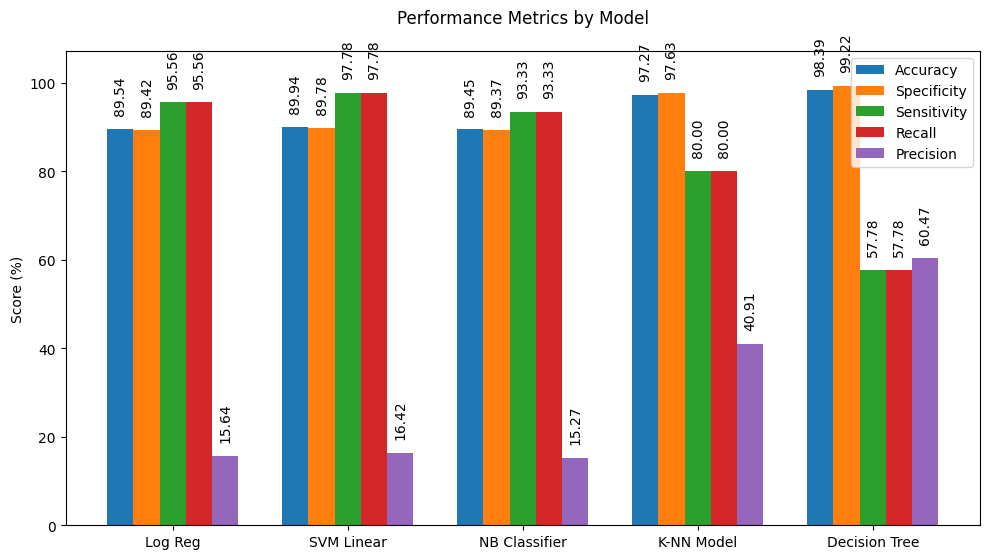 Performance Metrics by Model
Score (%)
100
80
60
40
20
0
89.54
89.42
95.56
95.56
15.64
89.94
89.78
97.78
97.78
16.42
89.45
89.37
93.33
93.33
15.27
97.27
97.63
80.00
80.00
40.91
98.39
99.22
57.78
57.78
60.47
Accuracy
Specificity
Sensitivity
Recall
Precision
Log Reg
SVM Linear
NB Classifier
K-NN Model
Decision Tree